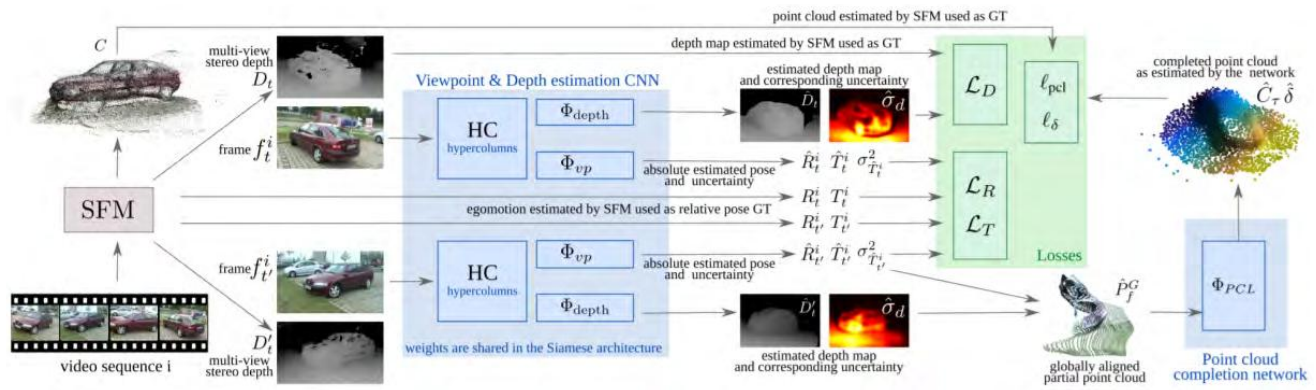 point cloud estimated by SFM used as GT
C
multi-view
stereo depth
D_t
depth map estimated by SFM used as GT
Viewpoint & Depth estimation CNN
estimated depth map
and corresponding uncertainty
completed point cloud
as estimated by the network
Ĉ_τ δ̂
HC
hypercolumns
Φ_depth
Φ_vp
D̂_t
σ̂_d
L_D
ℓ_pcl
ℓ_δ
frame f_t^i
absolute estimated pose
and uncertainty
R̂_t^i T̂_t^i σ²_{T̂_t^i}
SFM
R_t^i T_t^i
L_R
egomotion estimated by SFM used as relative pose GT
R_{t'}^i T_{t'}^i
L_T
frame f_{t'}^i
HC
hypercolumns
Φ_vp
Φ_depth
absolute estimated pose
and uncertainty
R̂_{t'}^i T̂_{t'}^i σ²_{T̂_{t'}^i}
Losses
P̂_f^G
Φ_PCL
D̂'_t
σ̂_d
video sequence i
D'_t
multi-view
stereo depth
weights are shared in the Siamese architecture
estimated depth map
and corresponding uncertainty
globally aligned
partial point cloud
Point cloud
completion network